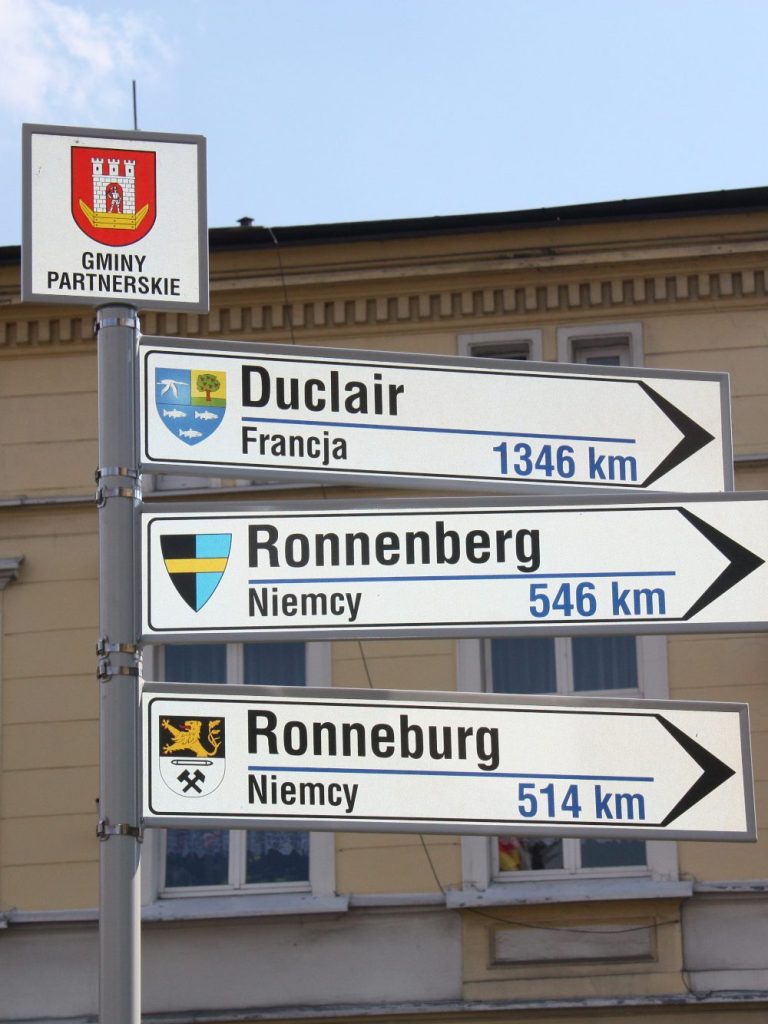 GMINY
PARTNERSKIE
Duclair
Francja
1346 km
Ronnenberg
Niemcy
546 km
Ronneburg
Niemcy
514 km